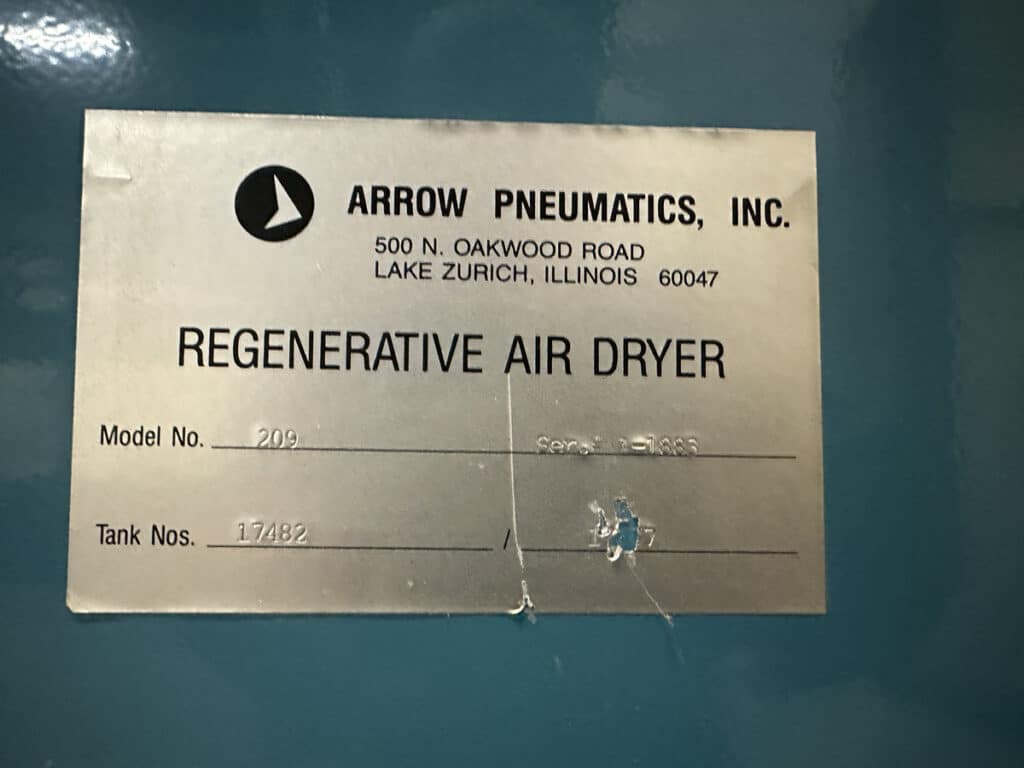 ARROW PNEUMATICS, INC.
500 N. OAKWOOD ROAD
LAKE ZURICH, ILLINOIS 60047
REGENERATIVE AIR DRYER
Model No. 209
Tank Nos. 17482 /